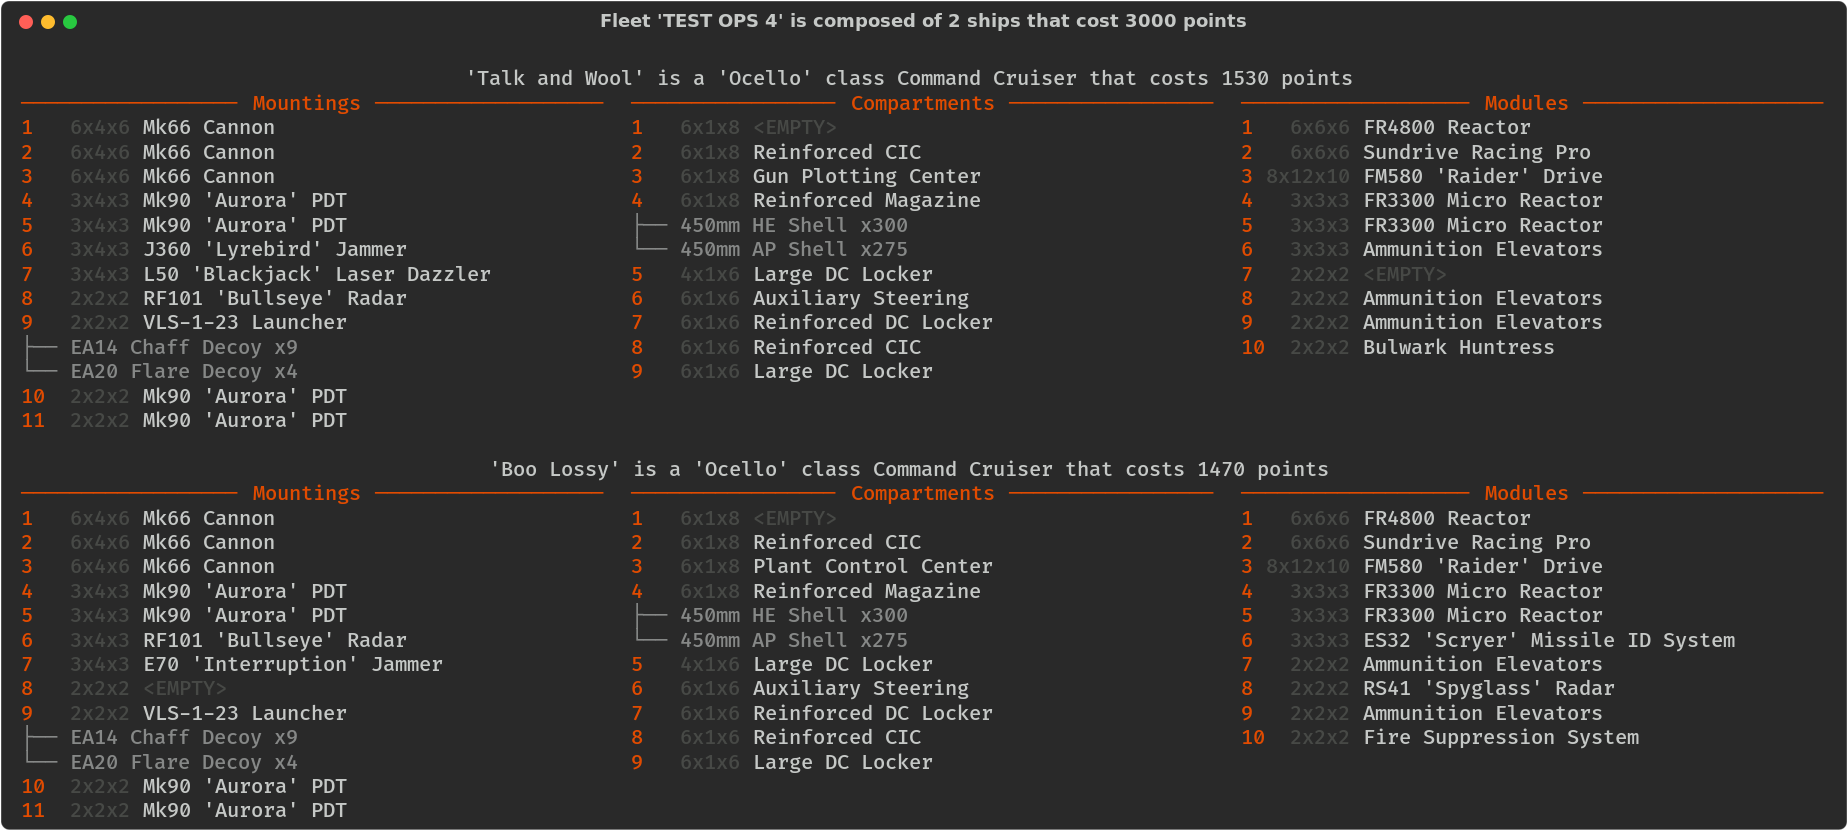 Fleet 'TEST OPS 4' is composed of 2 ships that cost 3000 points
'Talk and Wool' is a 'Ocello' class Command Cruiser that costs 1530 points
Mountings
1 6x4x6 Mk66 Cannon
2 6x4x6 Mk66 Cannon
3 6x4x6 Mk66 Cannon
4 3x4x3 Mk90 'Aurora' PDT
5 3x4x3 Mk90 'Aurora' PDT
6 3x4x3 J360 'Lyrebird' Jammer
7 3x4x3 L50 'Blackjack' Laser Dazzler
8 2x2x2 RF101 'Bullseye' Radar
9 2x2x2 VLS-1-23 Launcher
EA14 Chaff Decoy x9
EA20 Flare Decoy x4
10 2x2x2 Mk90 'Aurora' PDT
11 2x2x2 Mk90 'Aurora' PDT
Compartments
1 6x1x8 <EMPTY>
2 6x1x8 Reinforced CIC
3 6x1x8 Gun Plotting Center
4 6x1x8 Reinforced Magazine
450mm HE Shell x300
450mm AP Shell x275
5 4x1x6 Large DC Locker
6 6x1x6 Auxiliary Steering
7 6x1x6 Reinforced DC Locker
8 6x1x6 Reinforced CIC
9 6x1x6 Large DC Locker
Modules
1 6x6x6 FR4800 Reactor
2 6x6x6 Sundrive Racing Pro
3 8x12x10 FM580 'Raider' Drive
4 3x3x3 FR3300 Micro Reactor
5 3x3x3 FR3300 Micro Reactor
6 3x3x3 Ammunition Elevators
7 2x2x2 <EMPTY>
8 2x2x2 Ammunition Elevators
9 2x2x2 Ammunition Elevators
10 2x2x2 Bulwark Huntress
'Boo Lossy' is a 'Ocello' class Command Cruiser that costs 1470 points
Mountings
1 6x4x6 Mk66 Cannon
2 6x4x6 Mk66 Cannon
3 6x4x6 Mk66 Cannon
4 3x4x3 Mk90 'Aurora' PDT
5 3x4x3 Mk90 'Aurora' PDT
6 3x4x3 RF101 'Bullseye' Radar
7 3x4x3 E70 'Interruption' Jammer
8 2x2x2 <EMPTY>
9 2x2x2 VLS-1-23 Launcher
EA14 Chaff Decoy x9
EA20 Flare Decoy x4
10 2x2x2 Mk90 'Aurora' PDT
11 2x2x2 Mk90 'Aurora' PDT
Compartments
1 6x1x8 <EMPTY>
2 6x1x8 Reinforced CIC
3 6x1x8 Plant Control Center
4 6x1x8 Reinforced Magazine
450mm HE Shell x300
450mm AP Shell x275
5 4x1x6 Large DC Locker
6 6x1x6 Auxiliary Steering
7 6x1x6 Reinforced DC Locker
8 6x1x6 Reinforced CIC
9 6x1x6 Large DC Locker
Modules
1 6x6x6 FR4800 Reactor
2 6x6x6 Sundrive Racing Pro
3 8x12x10 FM580 'Raider' Drive
4 3x3x3 FR3300 Micro Reactor
5 3x3x3 FR3300 Micro Reactor
6 3x3x3 ES32 'Scryer' Missile ID System
7 2x2x2 Ammunition Elevators
8 2x2x2 RS41 'Spyglass' Radar
9 2x2x2 Ammunition Elevators
10 2x2x2 Fire Suppression System